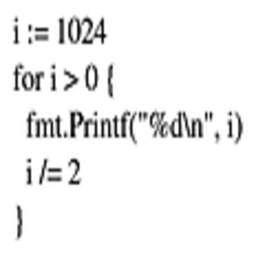 i := 1024
for i > 0 {
fmt.Printf("%d\n", i)
i /= 2
}